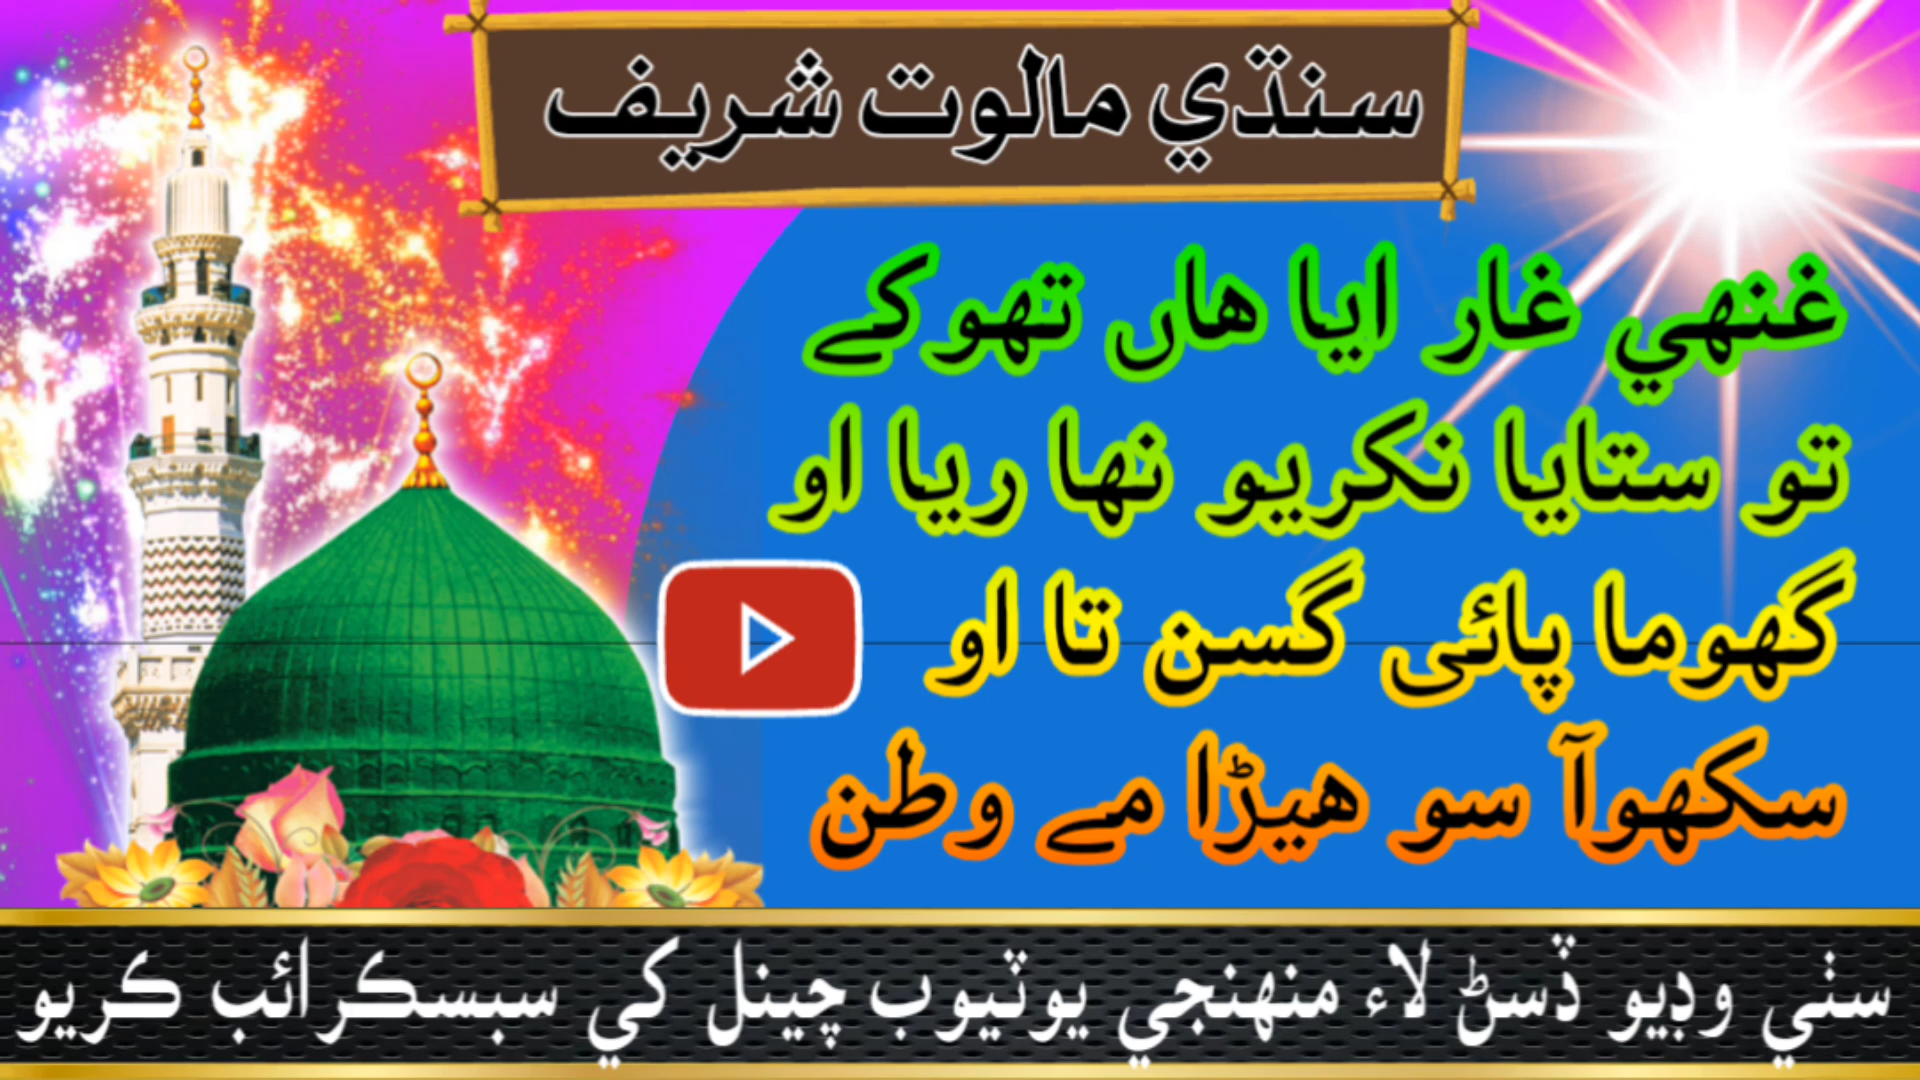 سنڌي مالوت شريف
غنهي غار ايا هاں تهوکے
تو ستايا نکريو نها ريا او
گهوما پائی گسن تا او
سکهوآ سو هيڑا مے وطن
سٺي وڊيو ڏسڻ لاء منهنجي يوٽيوب چينل کي سبسڪرائب ڪريو